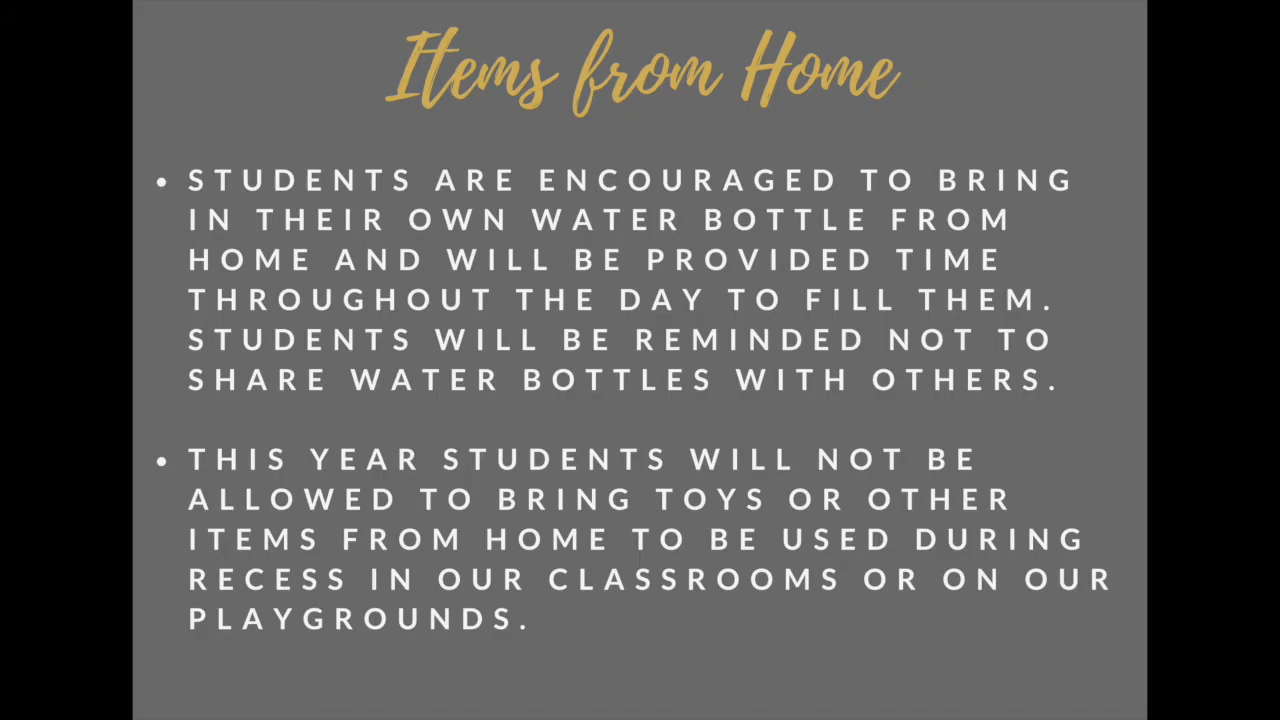 Items from Home
• STUDENTS ARE ENCOURAGED TO BRING
IN THEIR OWN WATER BOTTLE FROM
HOME AND WILL BE PROVIDED TIME
THROUGHOUT THE DAY TO FILL THEM.
STUDENTS WILL BE REMINDED NOT TO
SHARE WATER BOTTLES WITH OTHERS.
• THIS YEAR STUDENTS WILL NOT BE
ALLOWED TO BRING TOYS OR OTHER
ITEMS FROM HOME TO BE USED DURING
RECESS IN OUR CLASSROOMS OR ON OUR
PLAYGROUNDS.